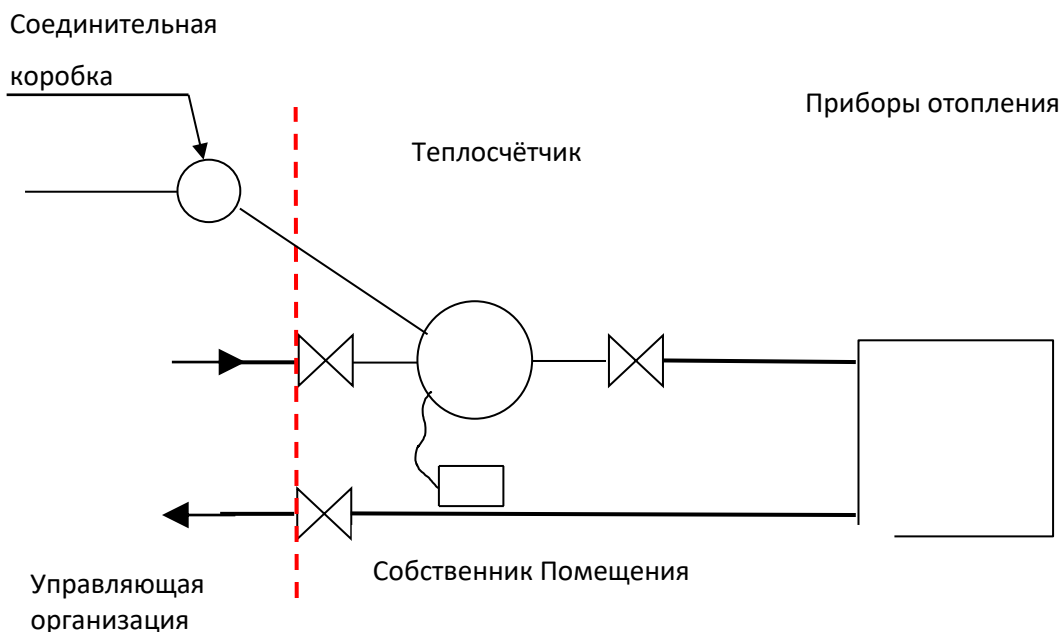 Соединительная
коробка
Приборы отопления
Теплосчётчик
Собственник Помещения
Управляющая
организация